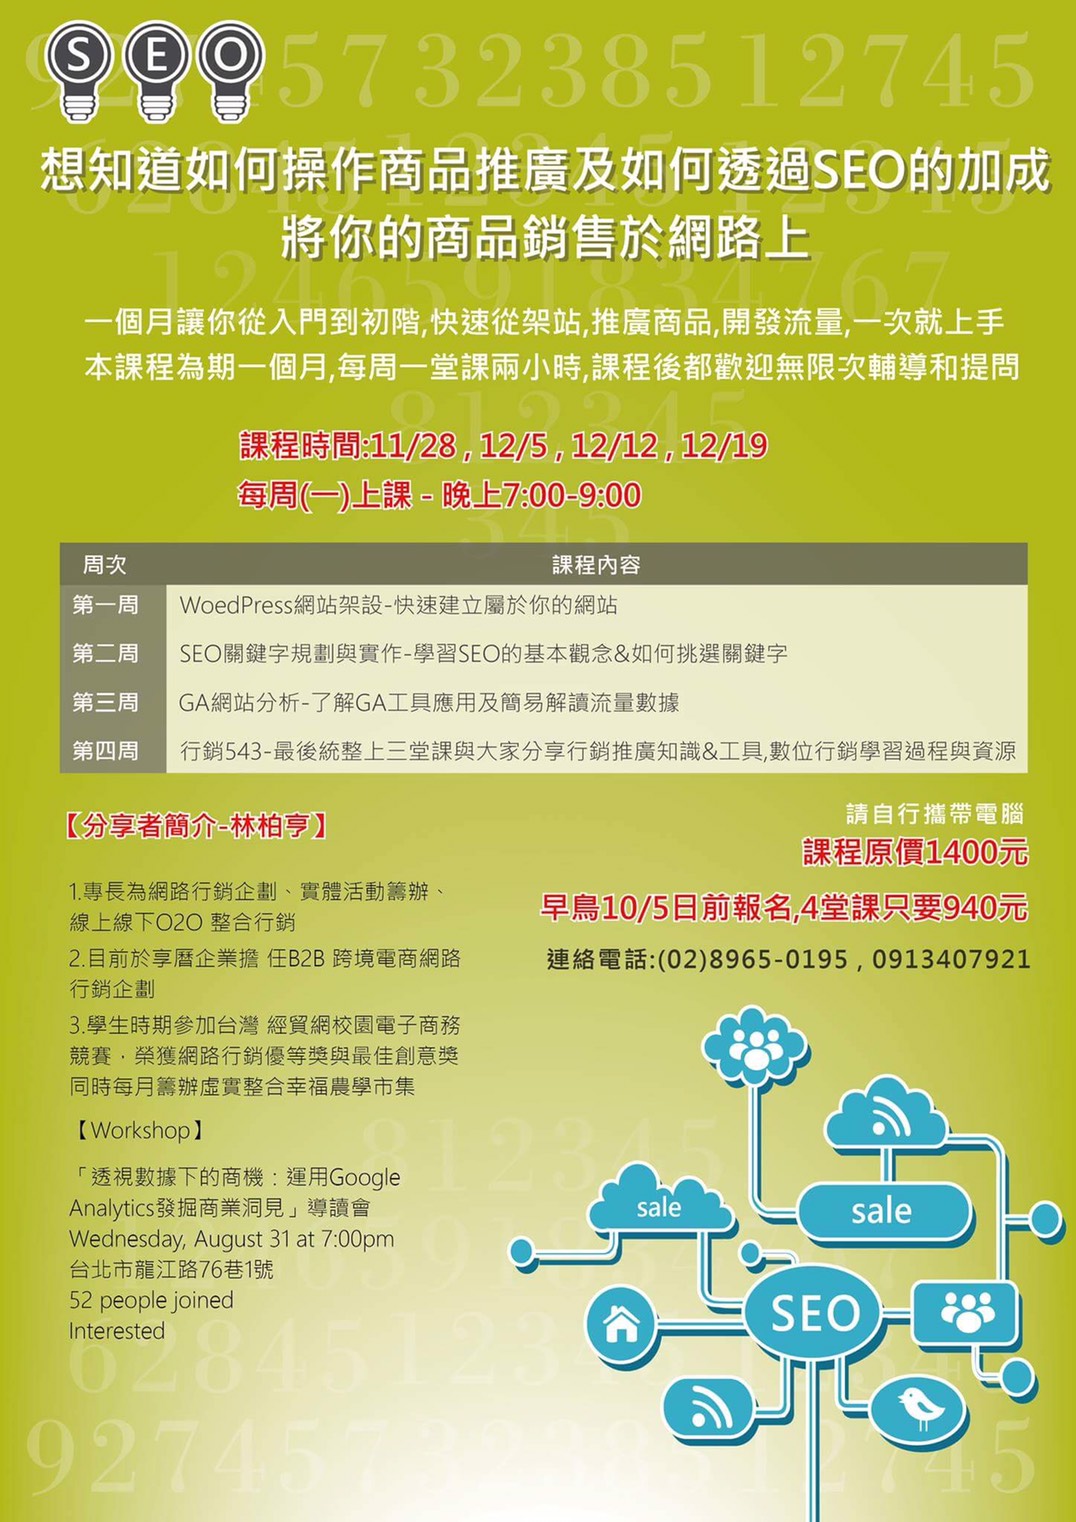 SEO
想知道如何操作商品推廣及如何透過SEO的加成
將你的商品銷售於網路上
一個月讓你從入門到初階,快速從架站,推廣商品,開發流量,一次就上手
本課程為期一個月,每周一堂課兩小時,課程後都歡迎無限次輔導和提問
課程時間:11/28 , 12/5 , 12/12 , 12/19
每周(一)上課 - 晚上7:00-9:00
周次 課程內容
第一周 WoedPress網站架設-快速建立屬於你的網站
第二周 SEO關鍵字規劃與實作-學習SEO的基本觀念&如何挑選關鍵字
第三周 GA網站分析-了解GA工具應用及簡易解讀流量數據
第四周 行銷543-最後統整上三堂課與大家分享行銷推廣知識&工具,數位行銷學習過程與資源
【分享者簡介-林柏亨】
1.專長為網路行銷企劃、實體活動籌辦、
線上線下O2O 整合行銷
2.目前於享曆企業擔 任B2B 跨境電商網路
行銷企劃
3.學生時期參加台灣 經貿網校園電子商務
競賽，榮獲網路行銷優等獎與最佳創意獎
同時每月籌辦虛實整合幸福農學市集
【Workshop】
「透視數據下的商機：運用Google
Analytics發掘商業洞見」導讀會
Wednesday, August 31 at 7:00pm
台北市龍江路76巷1號
52 people joined
Interested
請自行攜帶電腦
課程原價1400元
早鳥10/5日前報名,4堂課只要940元
連絡電話:(02)8965-0195 , 0913407921
sale
sale
SEO